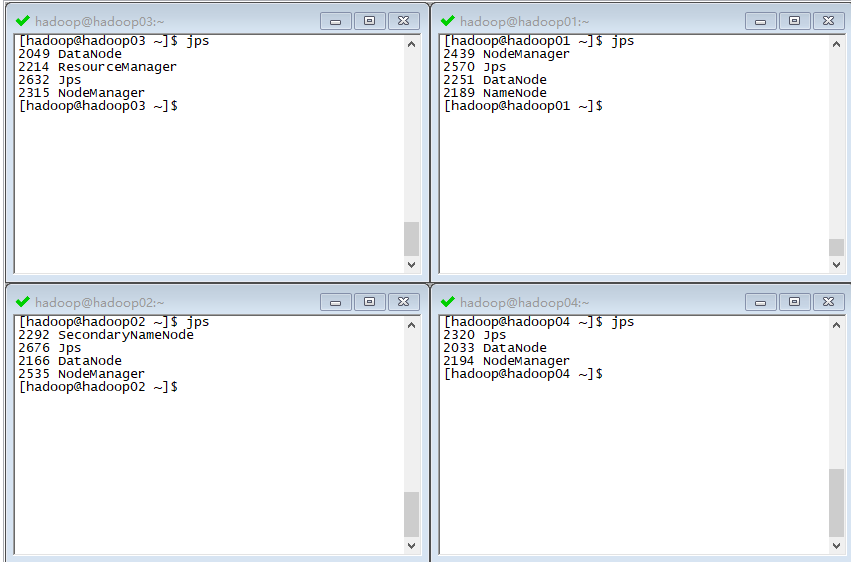 hadoop@hadoop03:~
[hadoop@hadoop03 ~]$ jps
2049 DataNode
2214 ResourceManager
2632 Jps
2315 NodeManager
[hadoop@hadoop03 ~]$
hadoop@hadoop01:~
[hadoop@hadoop01 ~]$ jps
2439 NodeManager
2570 Jps
2251 DataNode
2189 NameNode
[hadoop@hadoop01 ~]$
hadoop@hadoop02:~
[hadoop@hadoop02 ~]$ jps
2292 SecondaryNameNode
2676 Jps
2166 DataNode
2535 NodeManager
[hadoop@hadoop02 ~]$
hadoop@hadoop04:~
[hadoop@hadoop04 ~]$ jps
2320 Jps
2033 DataNode
2194 NodeManager
[hadoop@hadoop04 ~]$